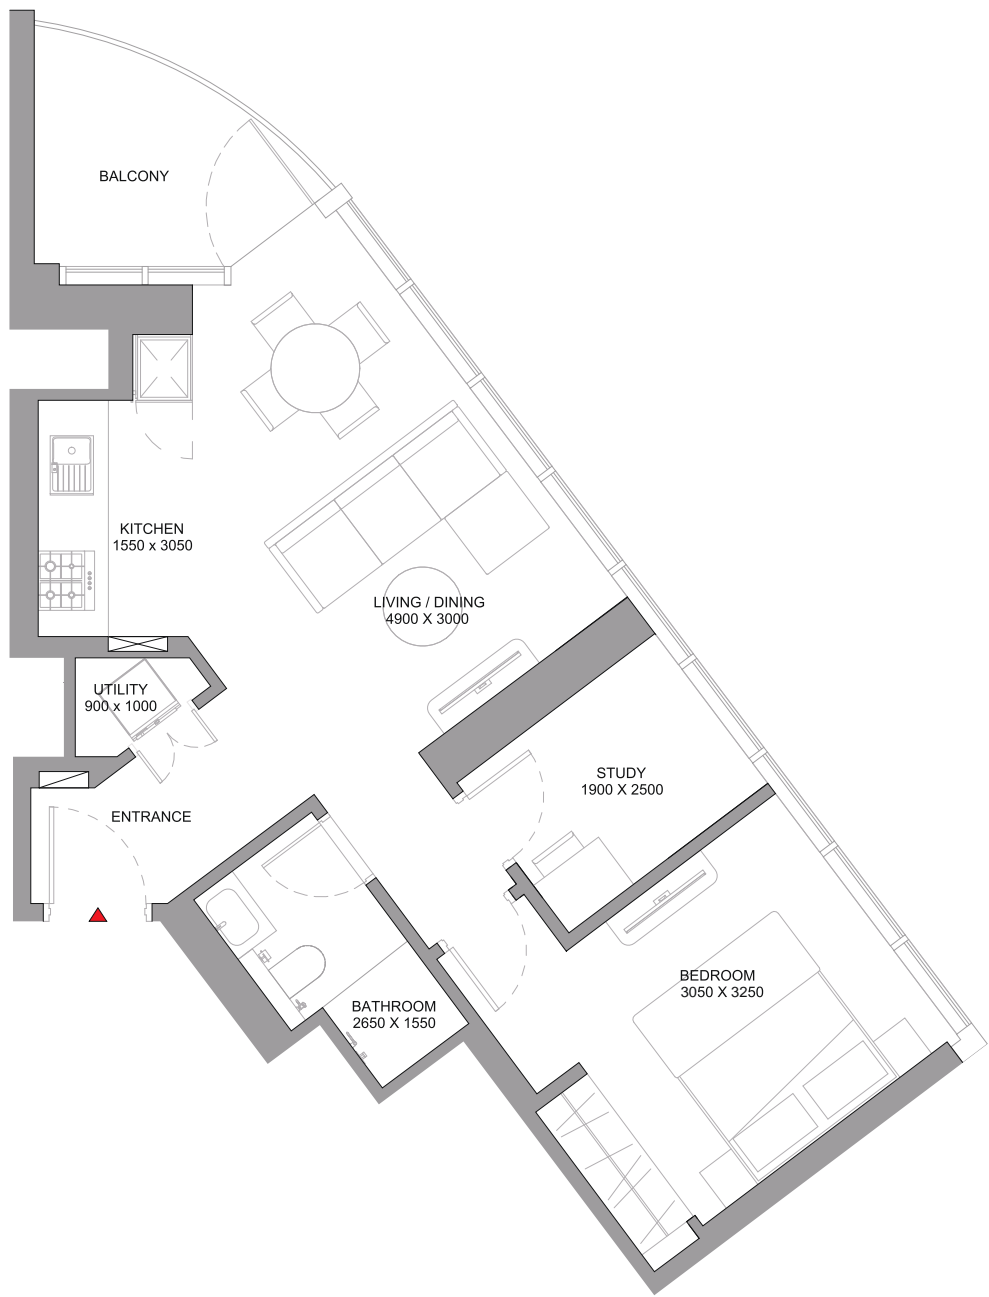 BALCONY
KITCHEN
1550 x 3050
LIVING / DINING
4900 X 3000
UTILITY
900 x 1000
STUDY
1900 X 2500
ENTRANCE
BEDROOM
3050 X 3250
BATHROOM
2650 X 1550